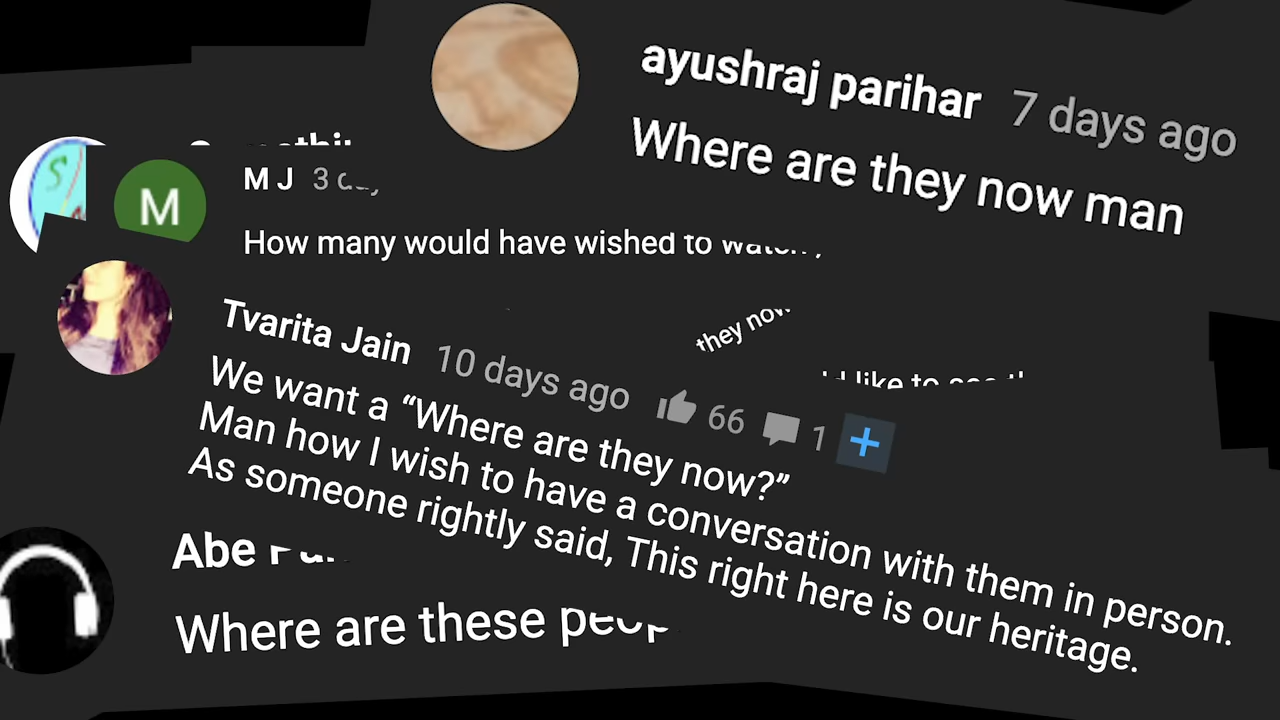 ayushraj parihar 7 days ago
Where are they now man
M J 3
M
How many would have wished to
they now
like to see
Tvarita Jain 10 days ago 66 1
We want a “Where are they now?”
Man how I wish to have a conversation with them in person.
As someone rightly said, This right here is our heritage.
Abe
Where are these